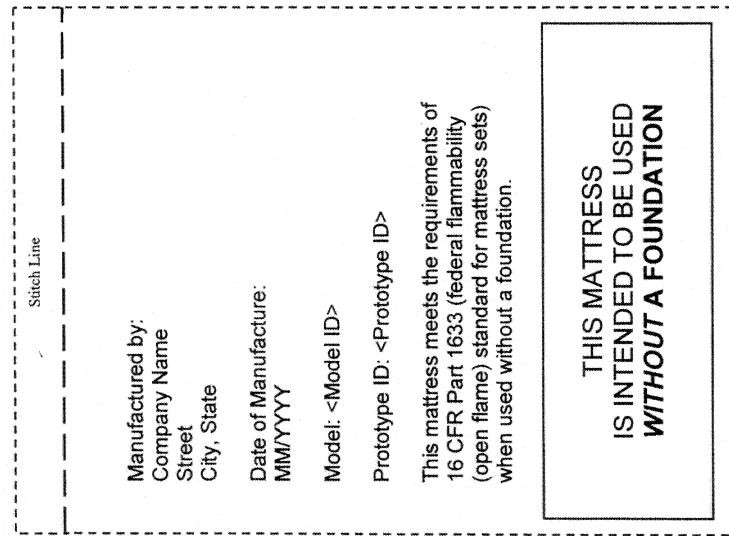 Stitch Line
Manufactured by:
Company Name
Street
City, State
Date of Manufacture:
MM/YYYY
Model: <Model ID>
Prototype ID: <Prototype ID>
This mattress meets the requirements of
16 CFR Part 1633 (federal flammability
(open flame) standard for mattress sets)
when used without a foundation.
THIS MATTRESS
IS INTENDED TO BE USED
WITHOUT A FOUNDATION